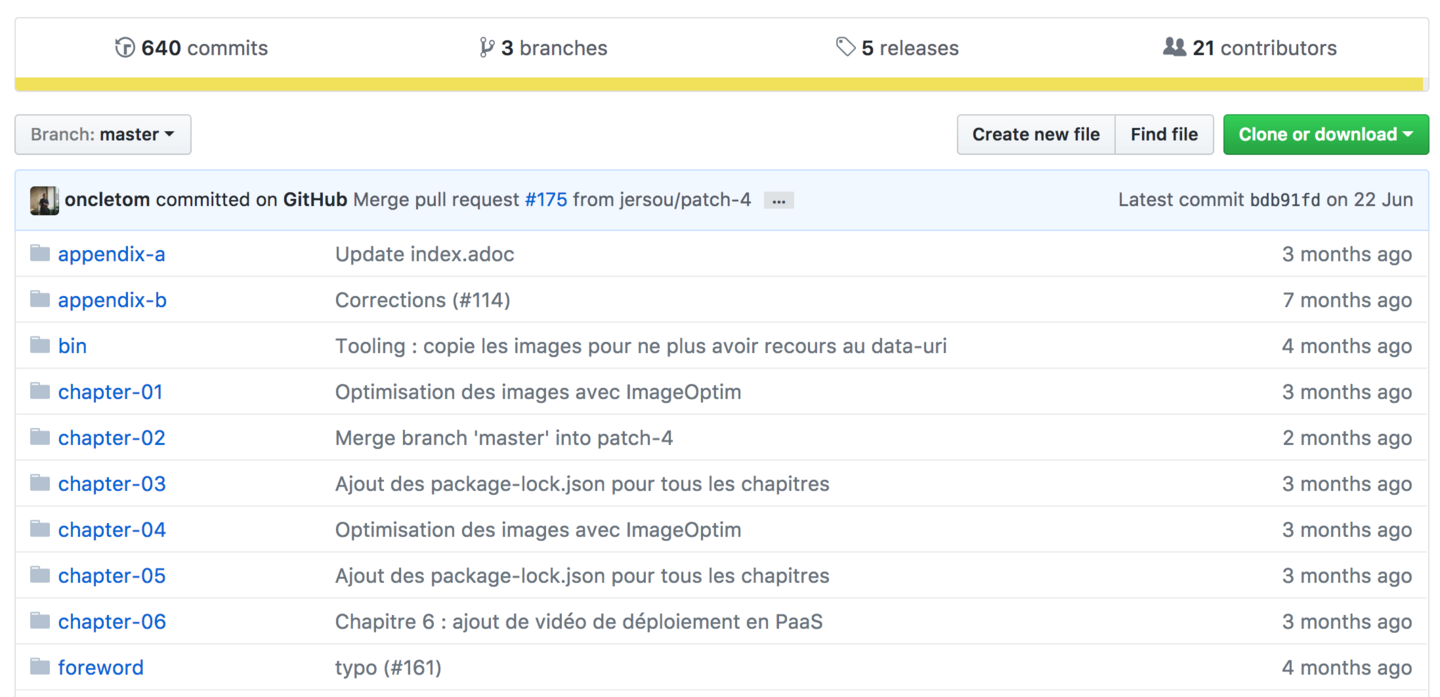 640 commits 3 branches 5 releases 21 contributors
Branch: master Create new file Find file Clone or download
oncletom committed on GitHub Merge pull request #175 from jersou/patch-4 ... Latest commit bdb91fd on 22 Jun
appendix-a Update index.adoc 3 months ago
appendix-b Corrections (#114) 7 months ago
bin Tooling : copie les images pour ne plus avoir recours au data-uri 4 months ago
chapter-01 Optimisation des images avec ImageOptim 3 months ago
chapter-02 Merge branch 'master' into patch-4 2 months ago
chapter-03 Ajout des package-lock.json pour tous les chapitres 3 months ago
chapter-04 Optimisation des images avec ImageOptim 3 months ago
chapter-05 Ajout des package-lock.json pour tous les chapitres 3 months ago
chapter-06 Chapitre 6 : ajout de vidéo de déploiement en PaaS 3 months ago
foreword typo (#161) 4 months ago